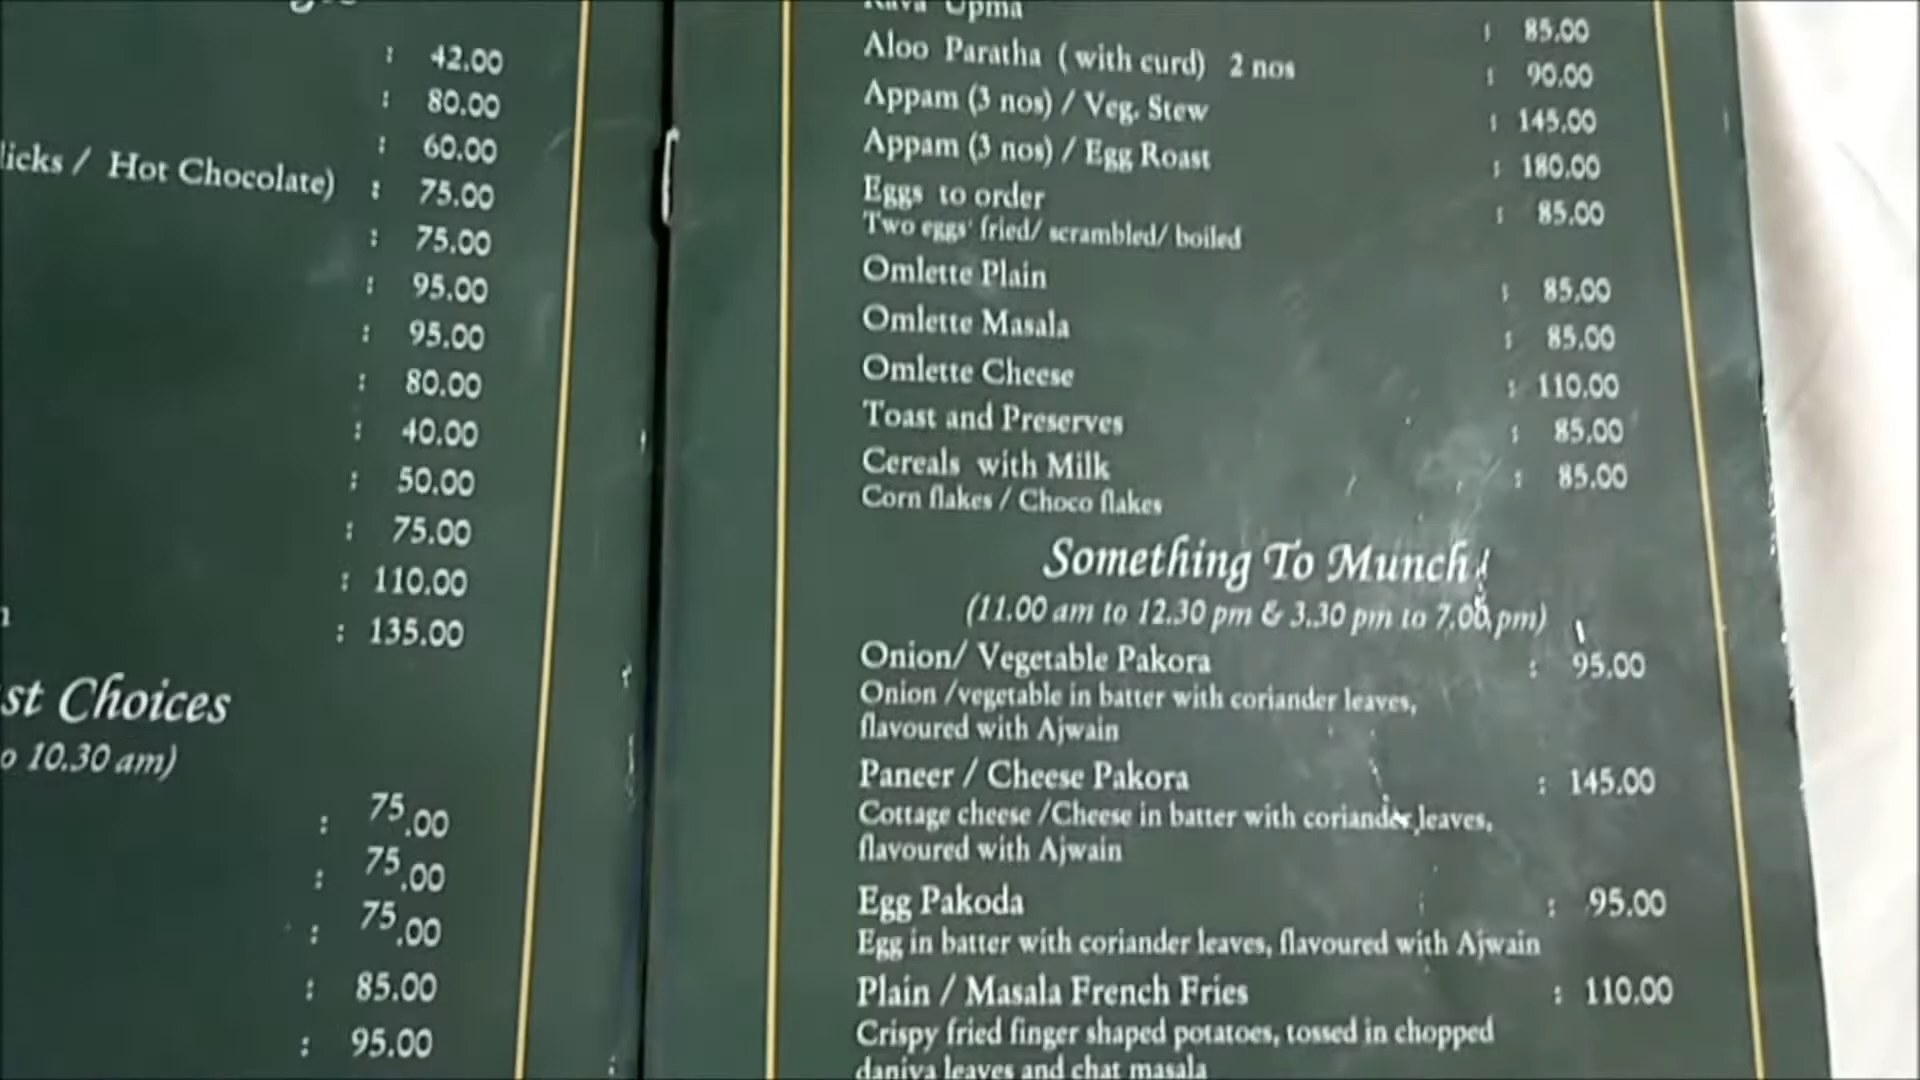 : 42.00
: 80.00
: 60.00
licks / Hot Chocolate) : 75.00
: 75.00
: 95.00
: 95.00
: 80.00
: 40.00
: 50.00
: 75.00
: 110.00
: 135.00
st Choices
o 10.30 am)
: 75.00
: 75.00
: 75.00
: 85.00
: 95.00
Rava Upma : 85.00
Aloo Paratha ( with curd) 2 nos : 90.00
Appam (3 nos) / Veg. Stew : 145.00
Appam (3 nos) / Egg Roast : 180.00
Eggs to order : 85.00
Two eggs' fried/ scrambled/ boiled
Omlette Plain : 85.00
Omlette Masala : 85.00
Omlette Cheese : 110.00
Toast and Preserves : 85.00
Cereals with Milk : 85.00
Corn flakes / Choco flakes
Something To Munch!
(11.00 am to 12.30 pm & 3.30 pm to 7.00 pm)
Onion/ Vegetable Pakora : 95.00
Onion /vegetable in batter with coriander leaves,
flavoured with Ajwain
Paneer / Cheese Pakora : 145.00
Cottage cheese /Cheese in batter with coriander leaves,
flavoured with Ajwain
Egg Pakoda : 95.00
Egg in batter with coriander leaves, flavoured with Ajwain
Plain / Masala French Fries : 110.00
Crispy fried finger shaped potatoes, tossed in chopped
daniya leaves and chat masala